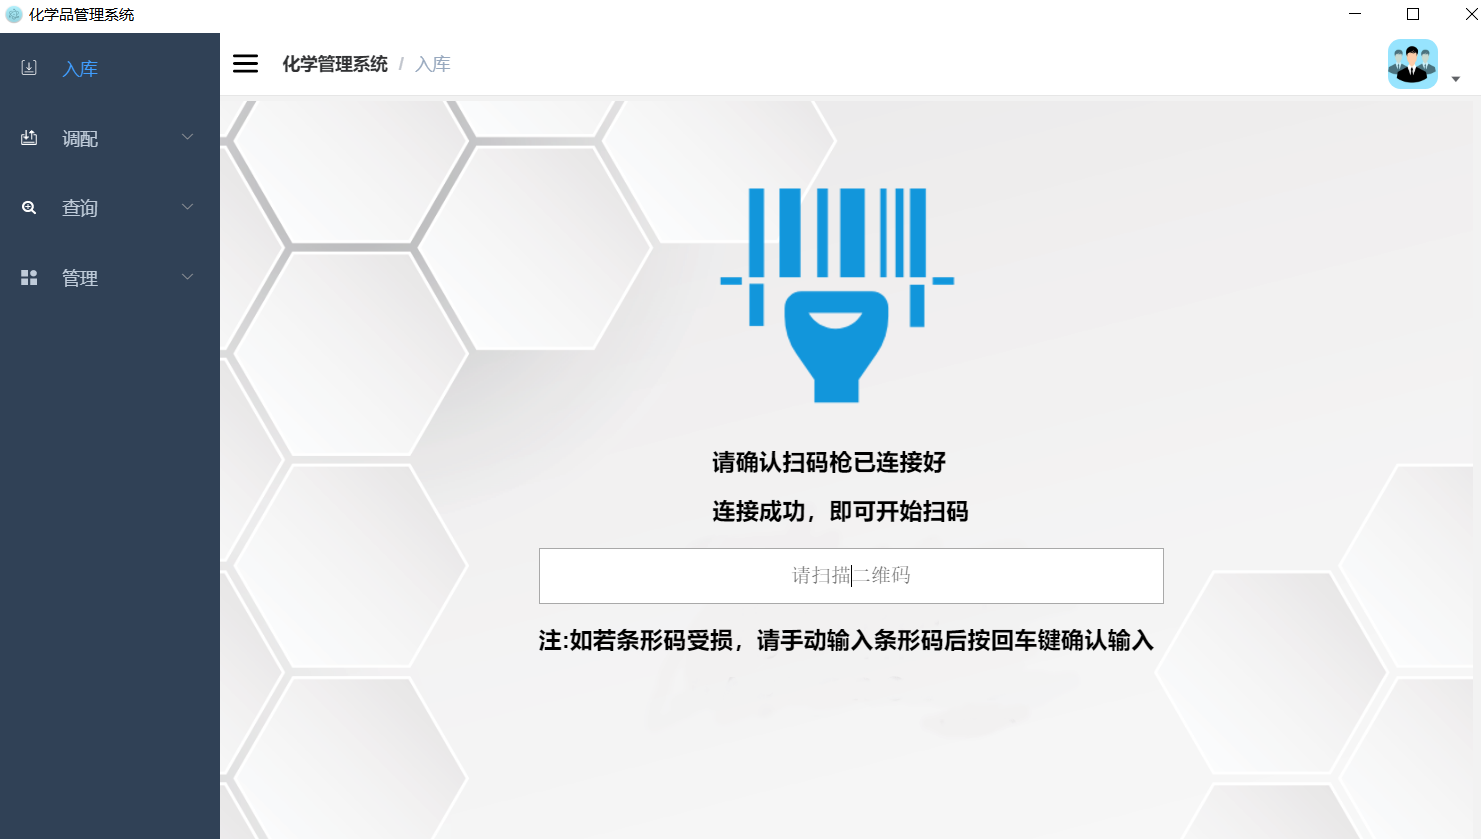 化学品管理系统
入库
调配
查询
管理
化学管理系统 / 入库
请确认扫码枪已连接好
连接成功，即可开始扫码
请扫描二维码
注:如若条形码受损，请手动输入条形码后按回车键确认输入